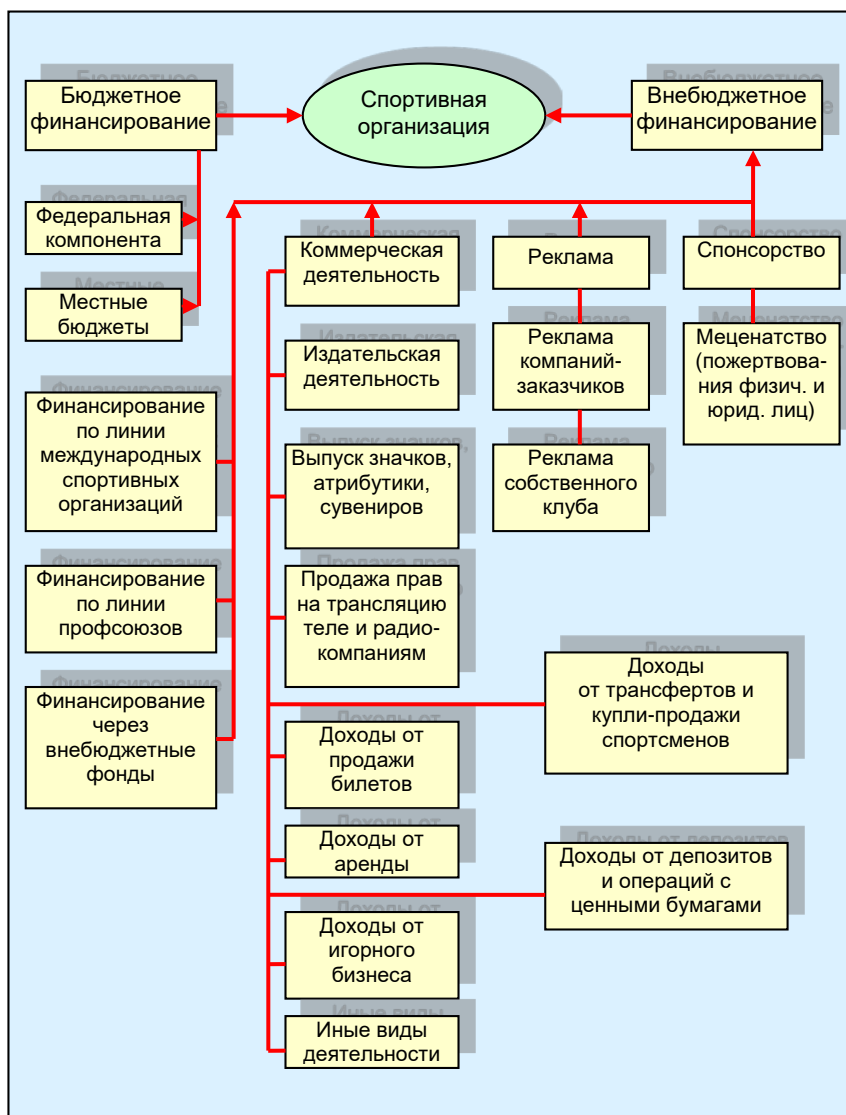 Бюджетное
финансирование
Спортивная
организация
Внебюджетное
финансирование
Федеральная
компонента
Местные
бюджеты
Финансирование
по линии
международных
спортивных
организаций
Финансирование
по линии
профсоюзов
Финансирование
через
внебюджетные
фонды
Коммерческая
деятельность
Издательская
деятельность
Выпуск значков,
атрибутики,
сувениров
Продажа прав
на трансляцию
теле и радио-
компаниям
Доходы от
продажи
билетов
Доходы от
аренды
Доходы от
игорного
бизнеса
Иные виды
деятельности
Реклама
Реклама
компаний-
заказчиков
Реклама
собственного
клуба
Спонсорство
Меценатство
(пожертвова-
ния физич. и
юрид. лиц)
Доходы
от трансфертов и
купли-продажи
спортсменов
Доходы от депозитов
и операций с
ценными бумагами